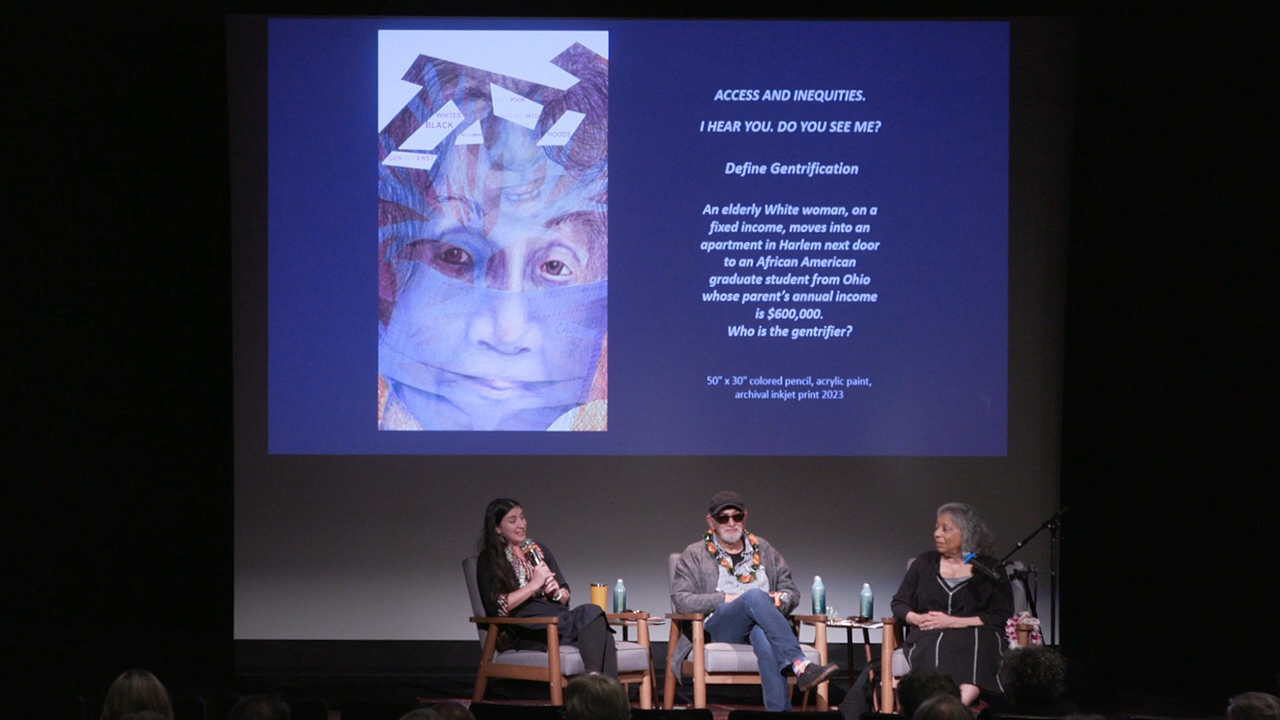 WHITES
BLACK
POOR
INTO
HOODS
ACCESS AND INEQUITIES.
I HEAR YOU. DO YOU SEE ME?
Define Gentrification
An elderly White woman, on a
fixed income, moves into an
apartment in Harlem next door
to an African American
graduate student from Ohio
whose parent's annual income
is $600,000.
Who is the gentrifier?
50" x 30" colored pencil, acrylic paint,
archival inkjet print 2023